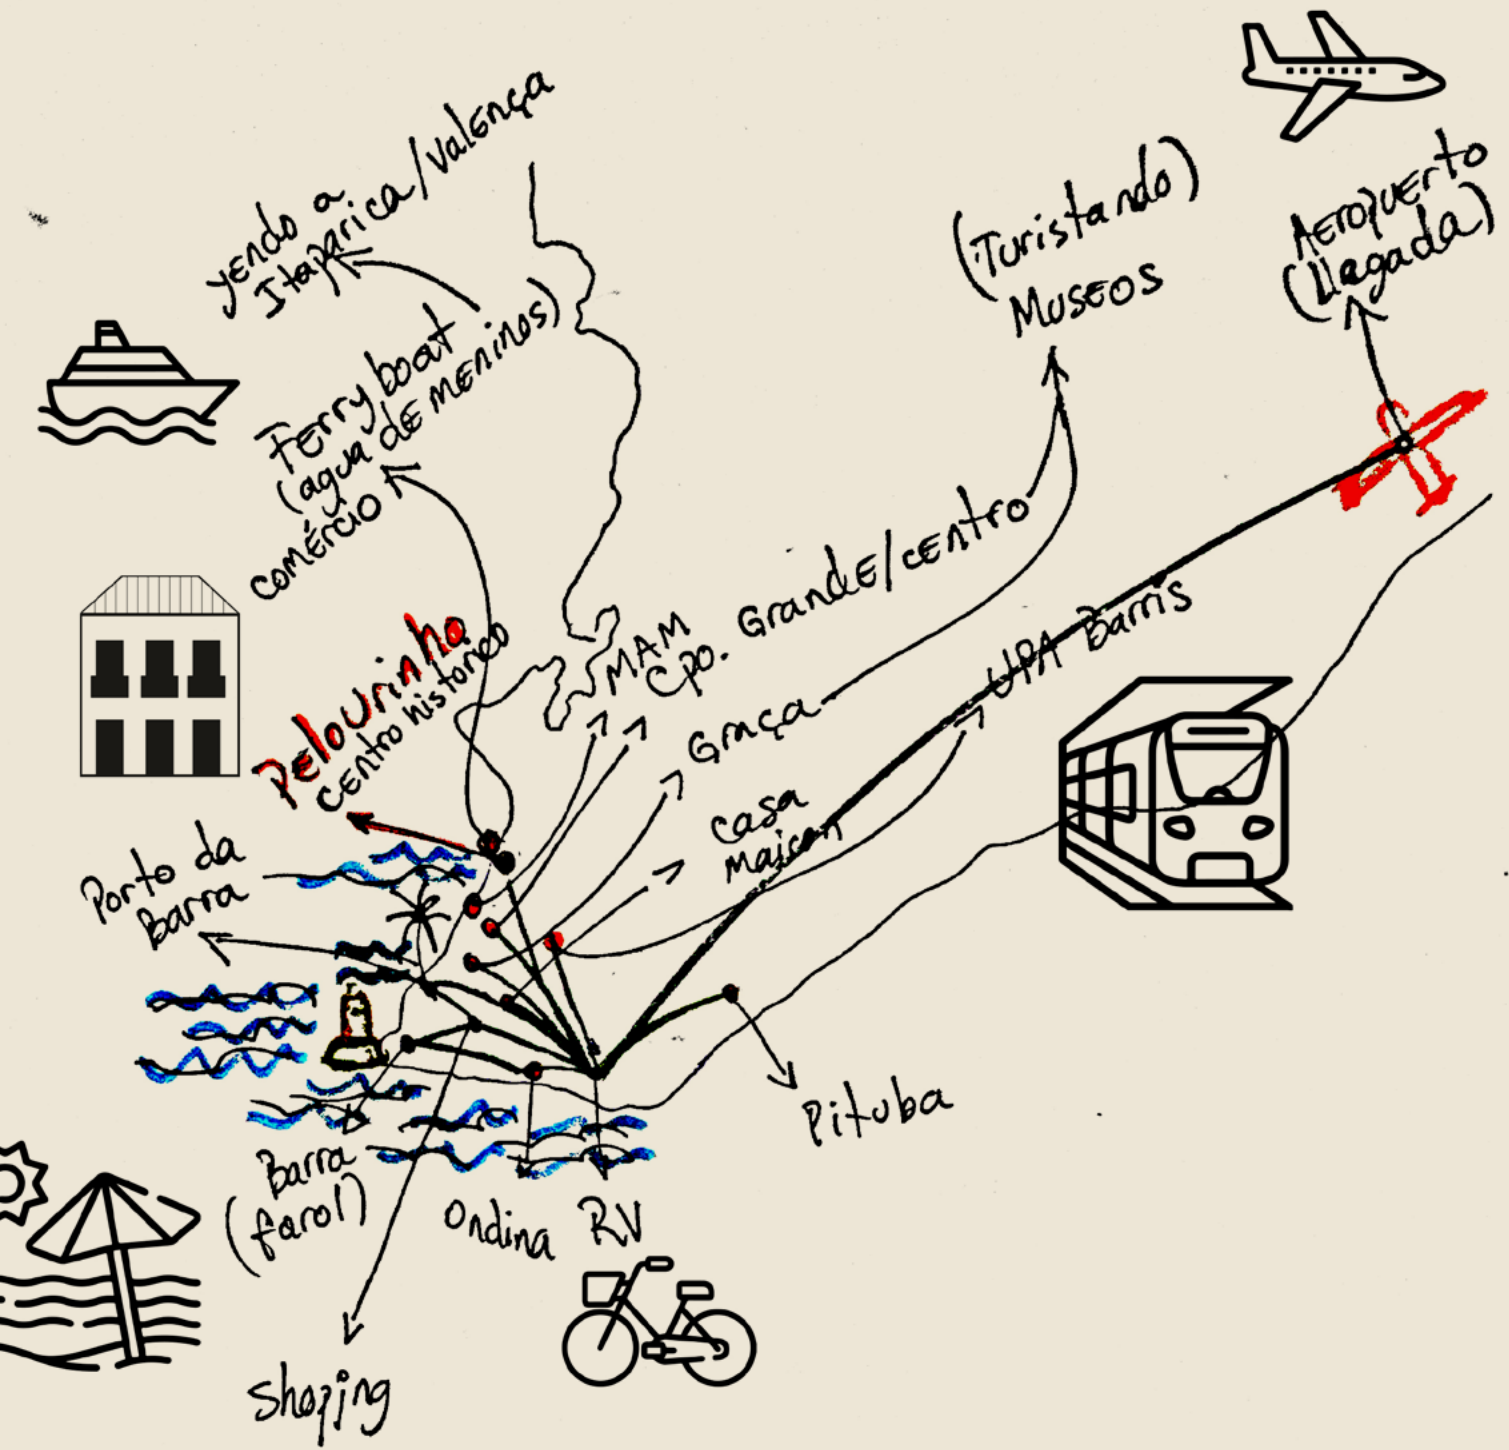 yendo a
Itaparica/Valença
Ferry boat
(agua de meninos)
comércio
(Turistando)
Museos
Aeropuerto
(llegada)
Pelourinho
centro historico
MAM
Cpo. Grande/centro
Graça
UPA Barris
casa
maison
Porto da
Barra
Pituba
Barra
(farol)
Ondina
RV
Shoping